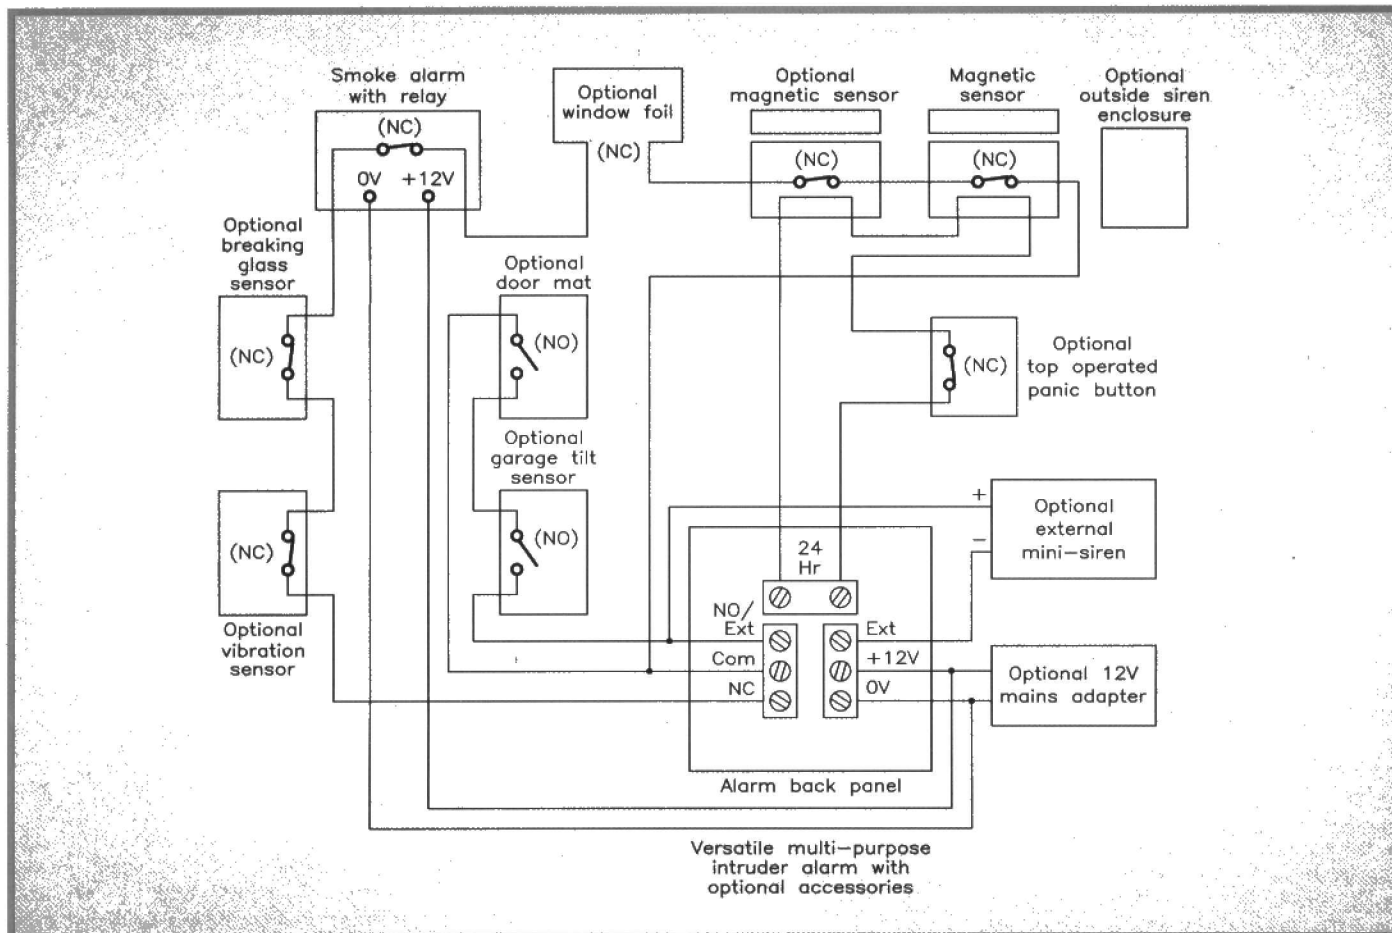 Smoke alarm
with relay
(NC)
0V +12V
Optional
window foil
(NC)
Optional
magnetic sensor
(NC)
Magnetic
sensor
(NC)
Optional
outside siren
enclosure
Optional
breaking
glass
sensor
(NC)
Optional
door mat
(NO)
(NC)
Optional
top operated
panic button
Optional
garage tilt
sensor
(NO)
(NC)
Optional
vibration
sensor
+
−
Optional
external
mini-siren
24
Hr
NO/
Ext
Com
NC
Ext
+12V
0V
Optional 12V
mains adapter
Alarm back panel
Versatile multi-purpose
intruder alarm with
optional accessories